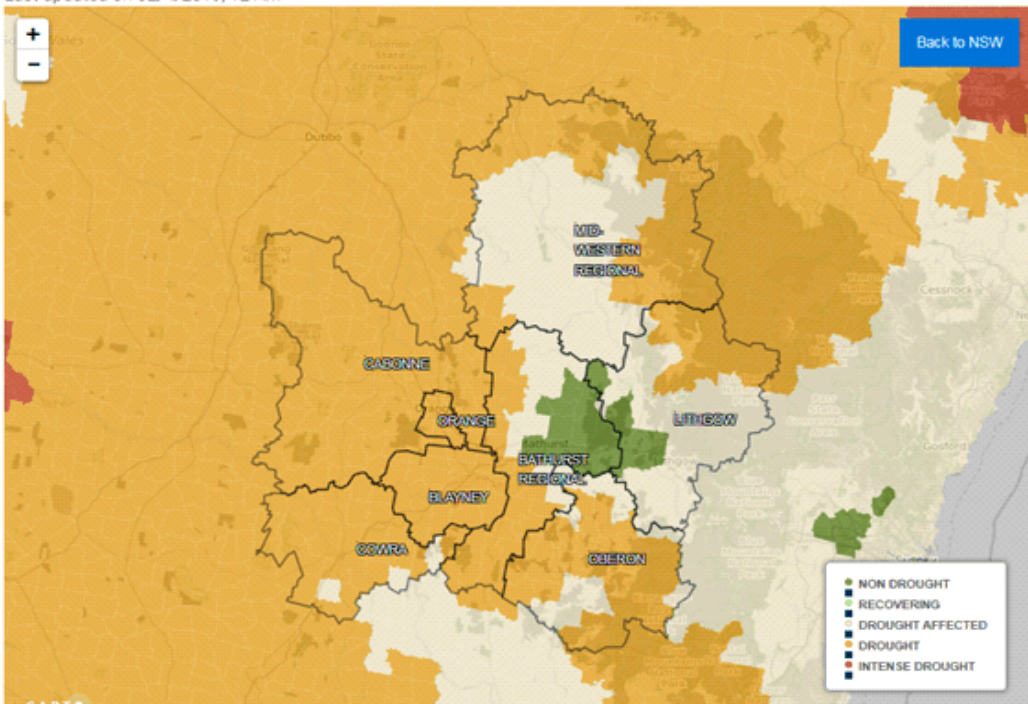 +
Back to NSW
−
Dubbo
MID-
WESTERN
REGIONAL
Cessnock
CABONNE
ORANGE
LITHGOW
Gosford
Bathurst
BATHURST
REGIONAL
BLAYNEY
COWRA
OBERON
NON DROUGHT
RECOVERING
DROUGHT AFFECTED
DROUGHT
INTENSE DROUGHT